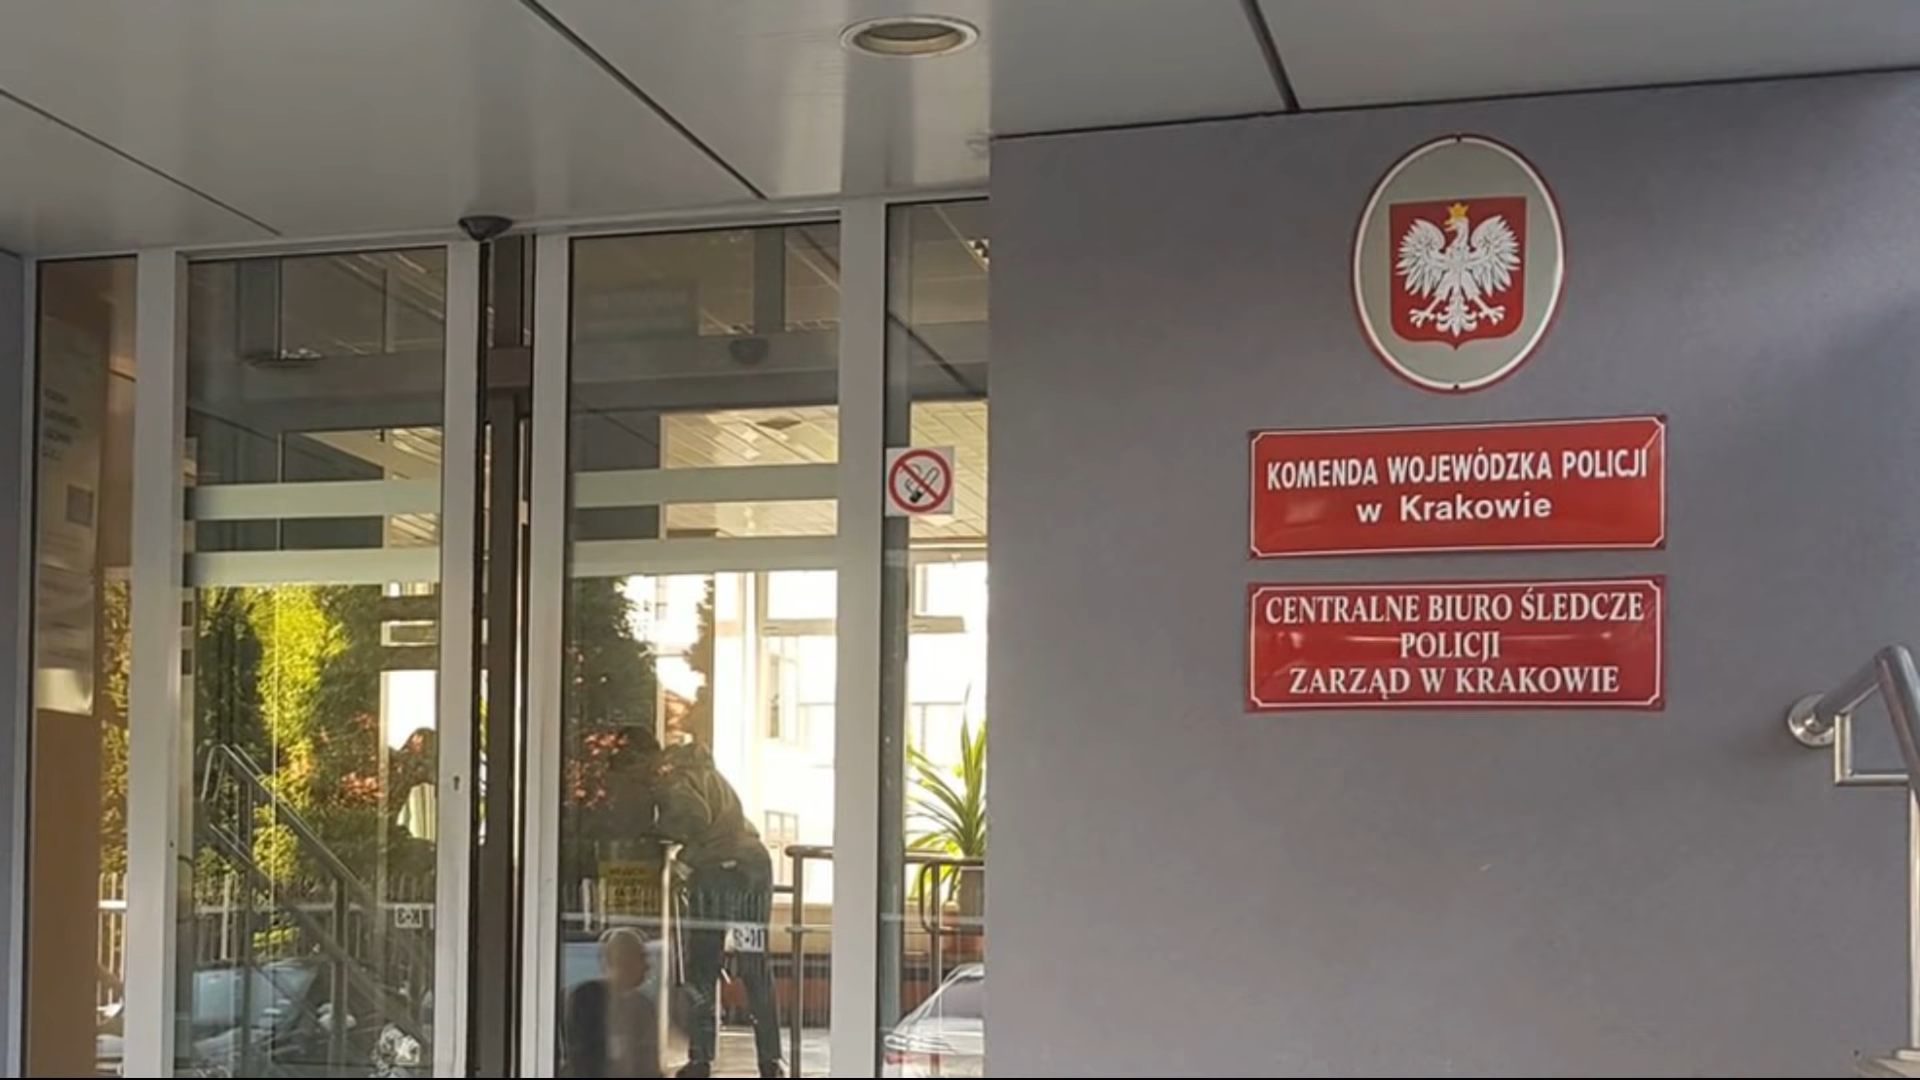 KOMENDA WOJEWÓDZKA POLICJI
w Krakowie
CENTRALNE BIURO ŚLEDCZE
POLICJI
ZARZĄD W KRAKOWIE